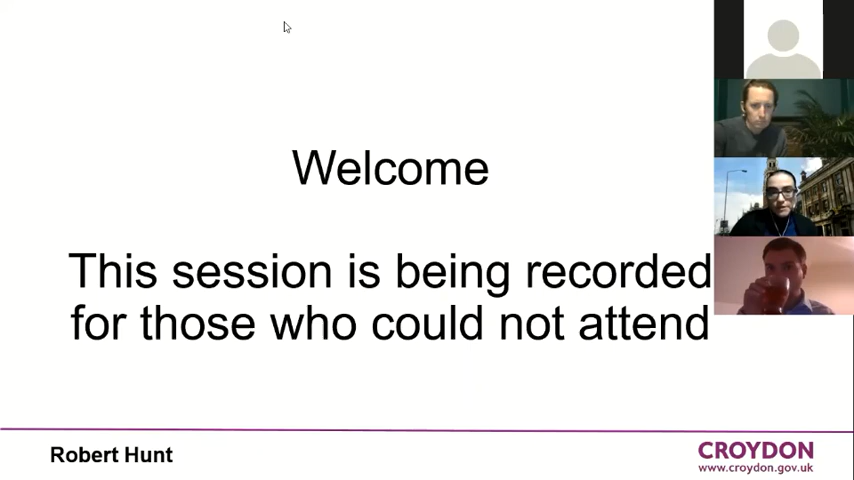 Welcome
This session is being recorded
for those who could not attend
Robert Hunt
CROYDON
www.croydon.gov.uk